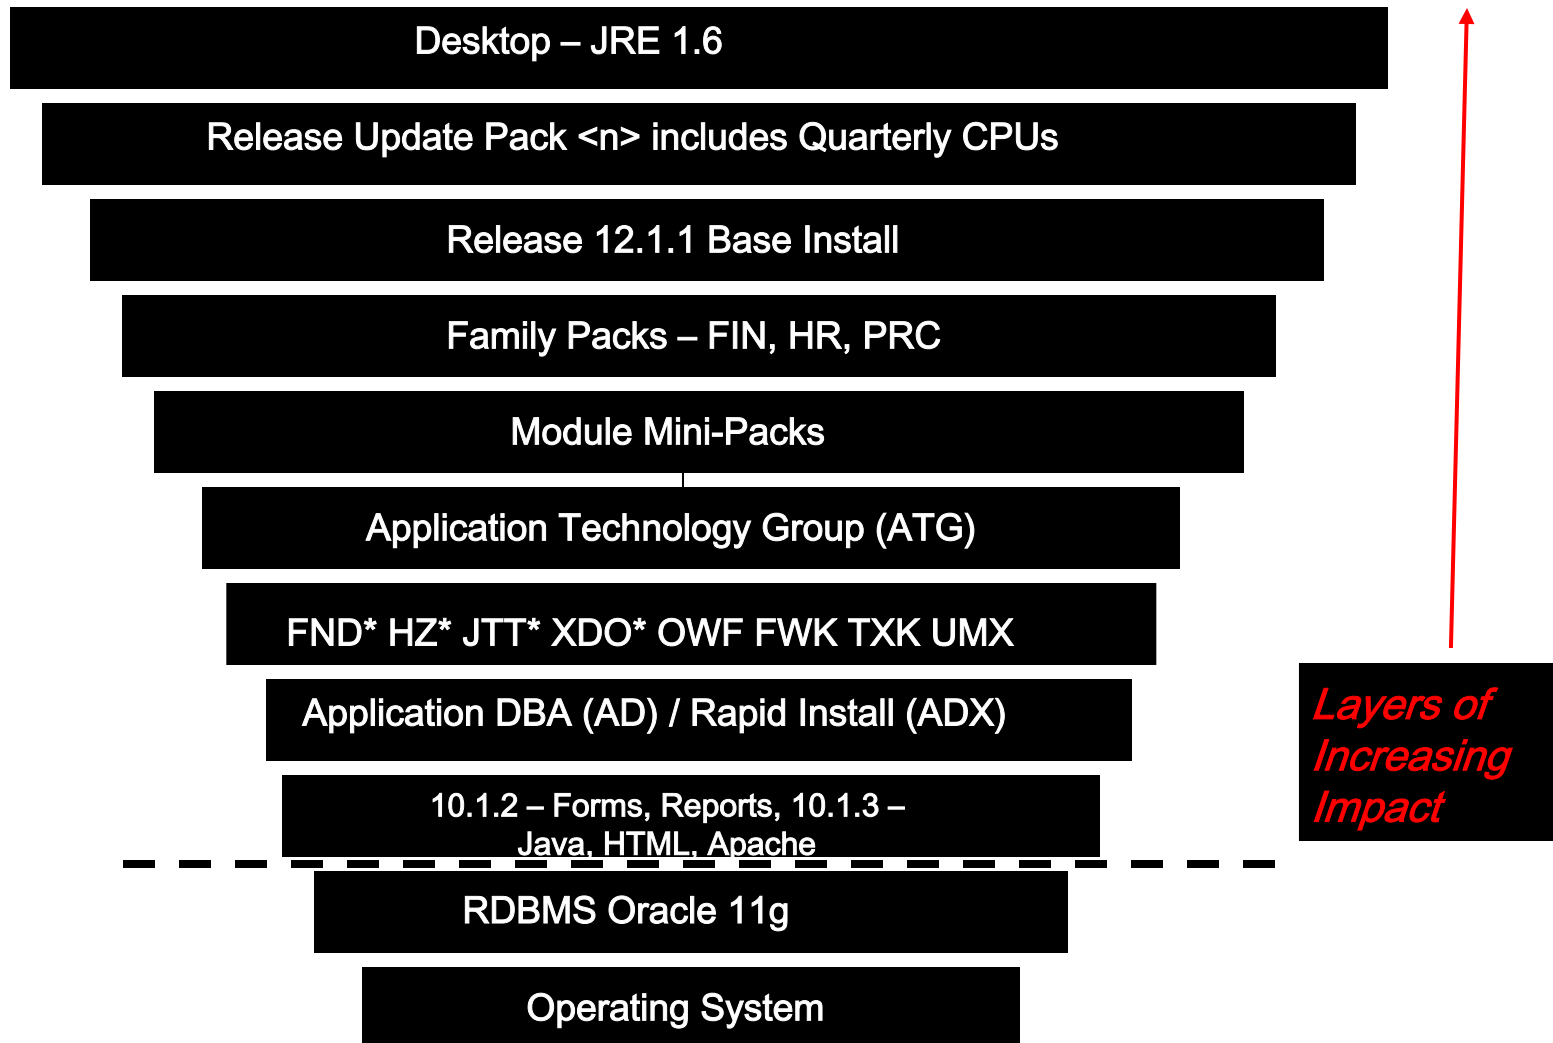 Desktop – JRE 1.6
Release Update Pack <n> includes Quarterly CPUs
Release 12.1.1 Base Install
Family Packs – FIN, HR, PRC
Module Mini-Packs
Application Technology Group (ATG)
FND* HZ* JTT* XDO* OWF FWK TXK UMX
Application DBA (AD) / Rapid Install (ADX)
10.1.2 – Forms, Reports, 10.1.3 –
Java, HTML, Apache
RDBMS Oracle 11g
Operating System
Layers of
Increasing
Impact